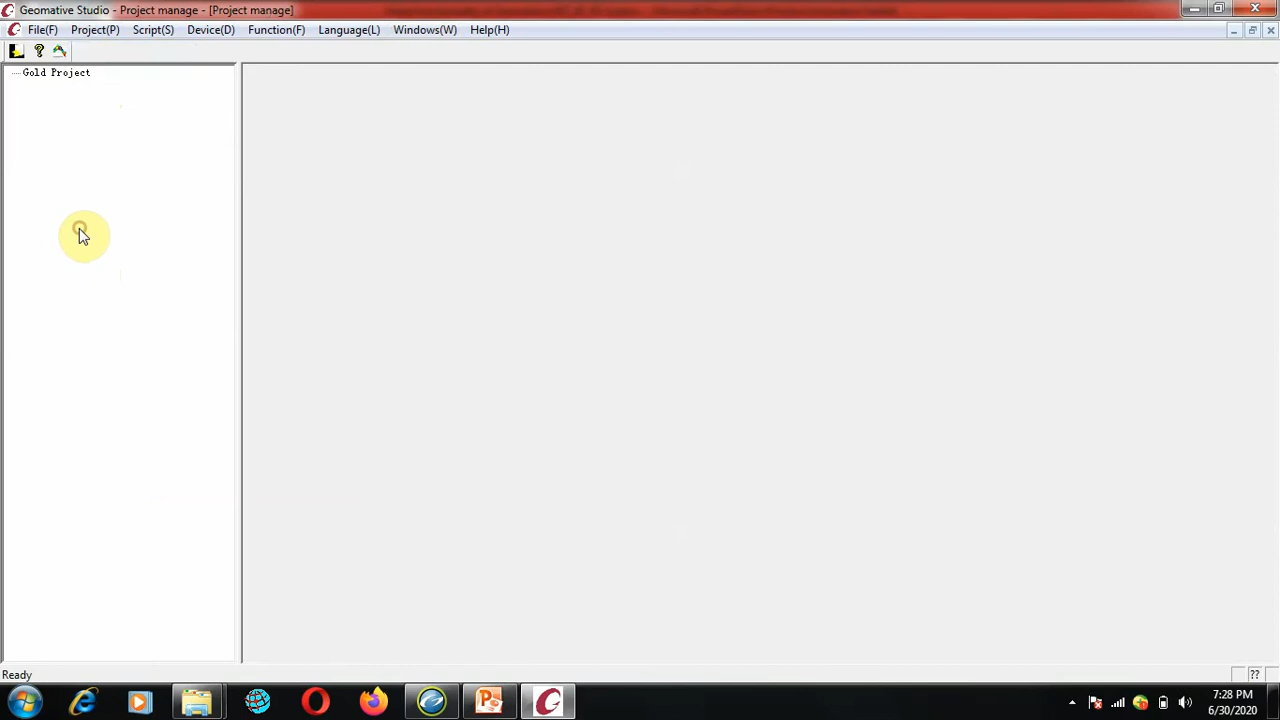 Geomative Studio - Project manage - [Project manage]
File(F) Project(P) Script(S) Device(D) Function(F) Language(L) Windows(W) Help(H)
Gold Project
Ready
??
7:28 PM
6/30/2020